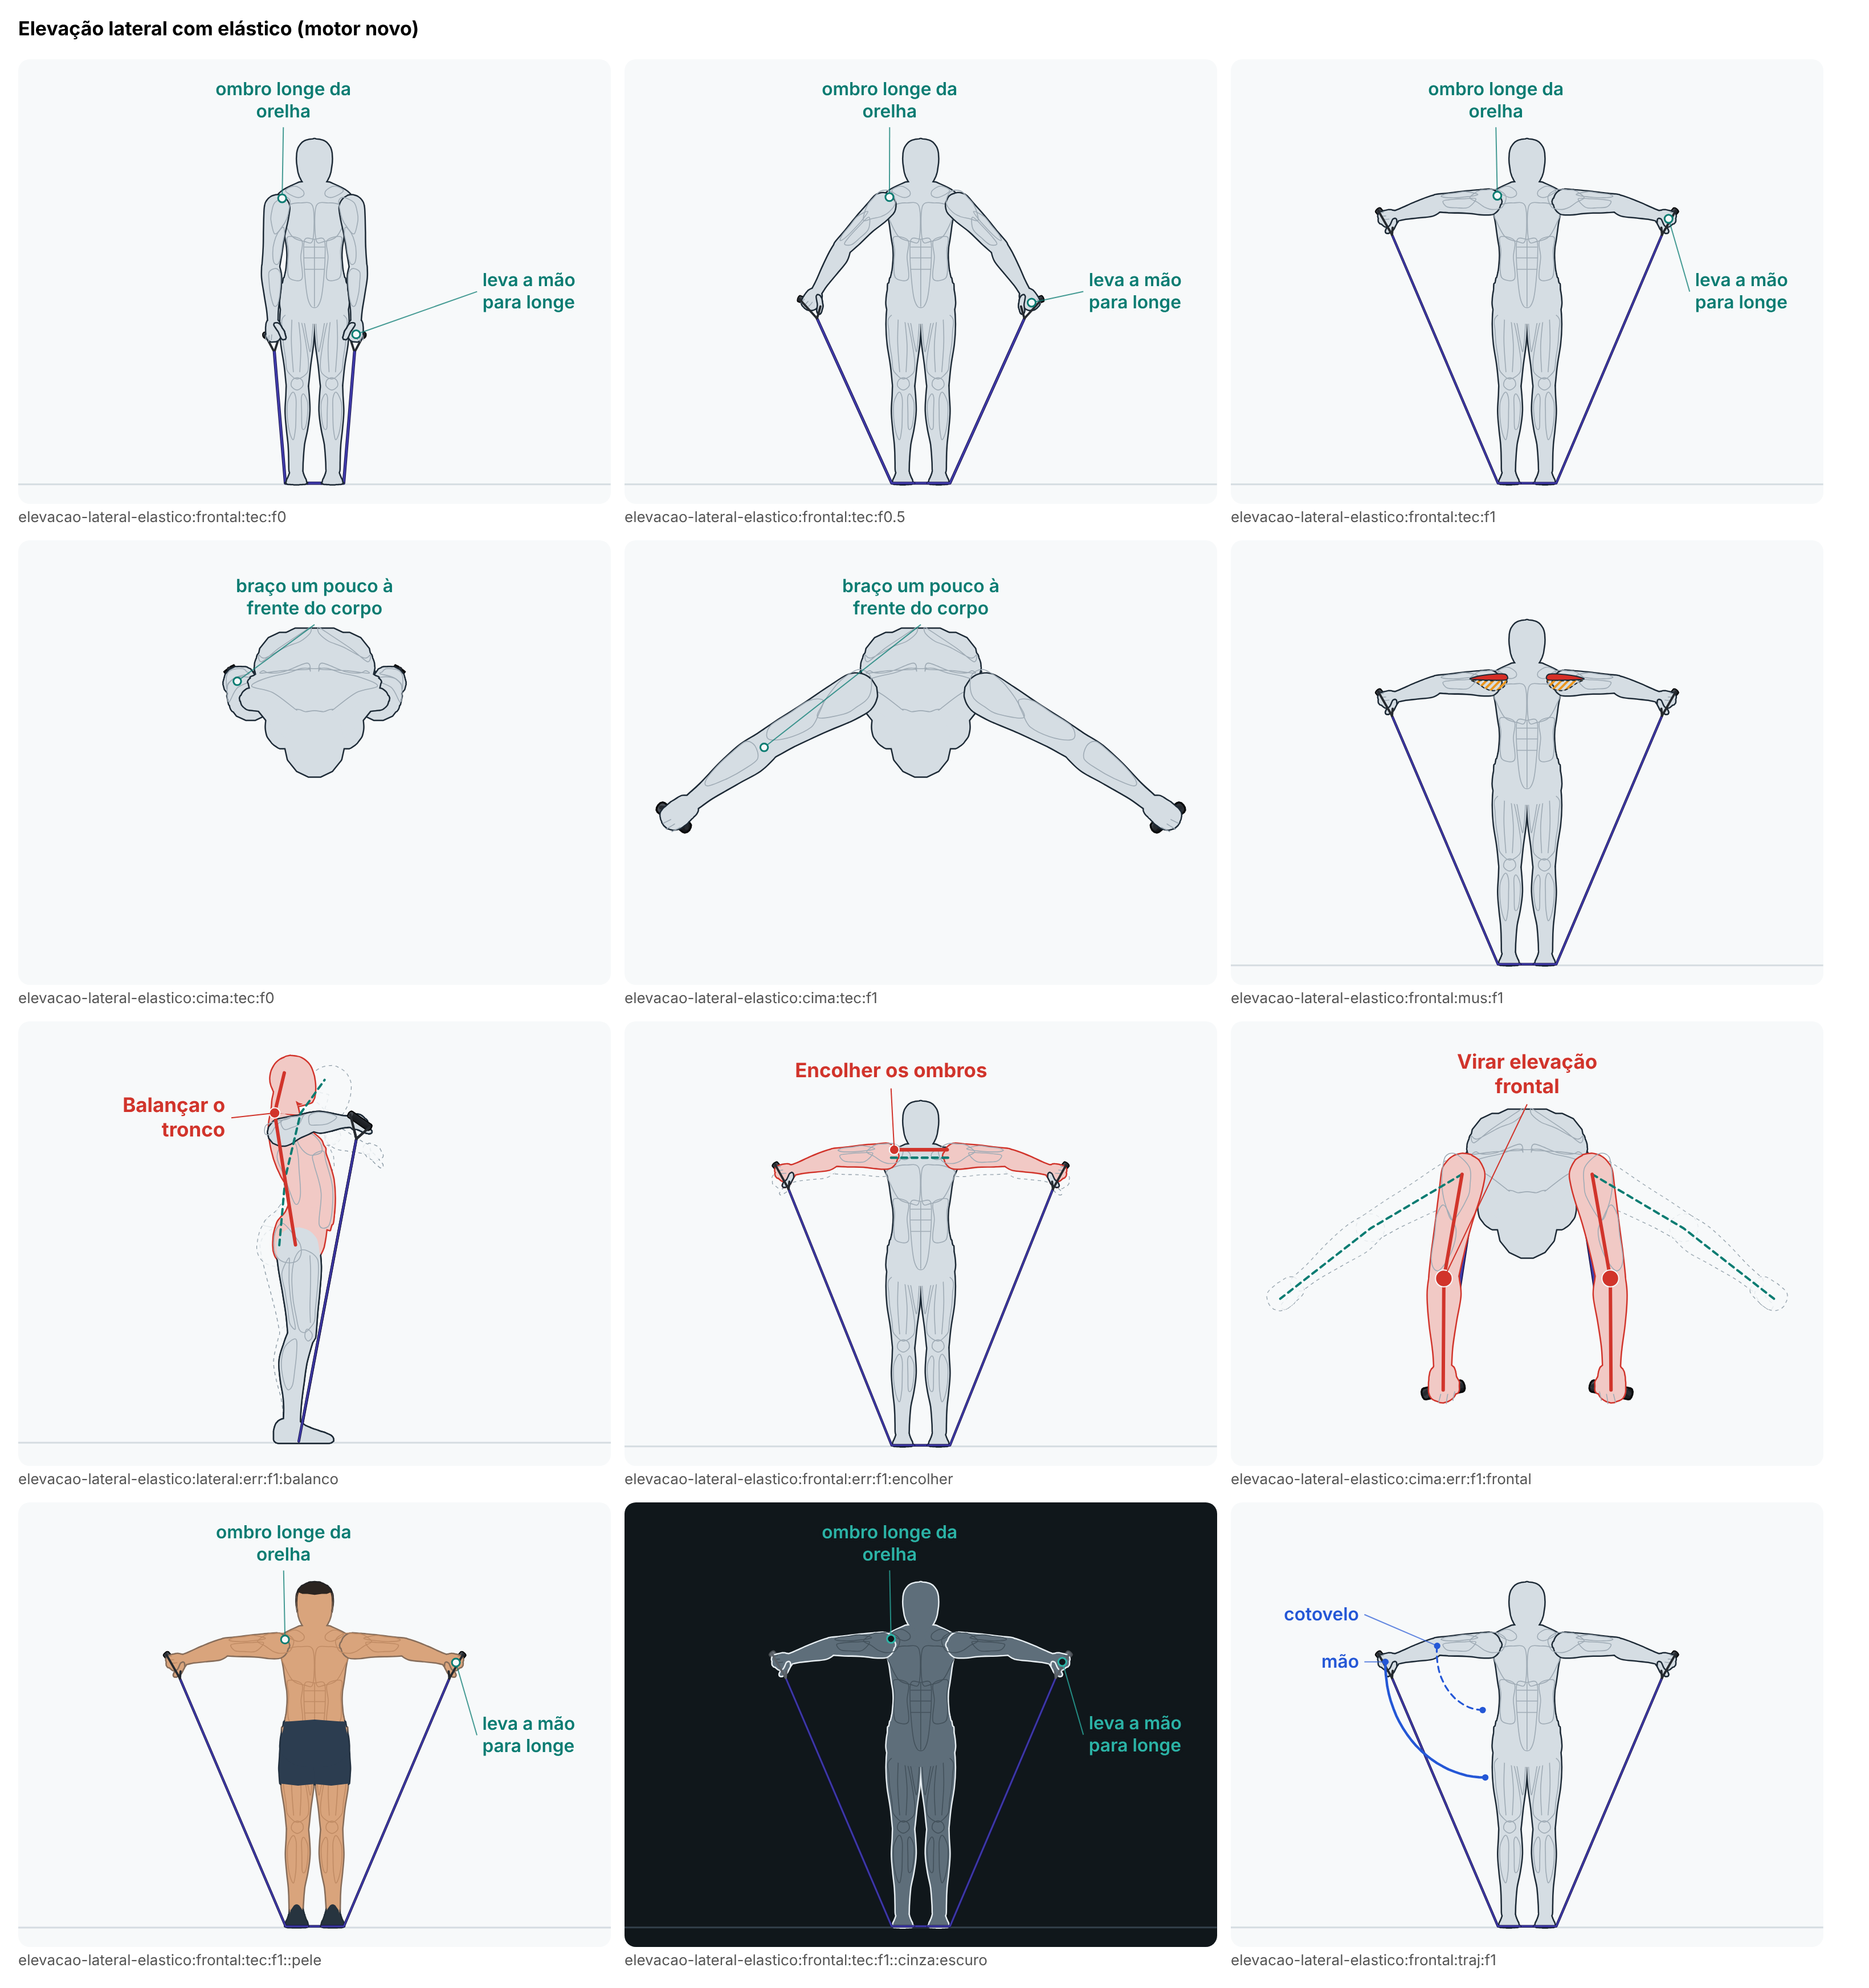 Elevação lateral com elástico (motor novo)
ombro longe da
orelha
leva a mão
para longe
elevacao-lateral-elastico:frontal:tec:f0
ombro longe da
orelha
leva a mão
para longe
elevacao-lateral-elastico:frontal:tec:f0.5
ombro longe da
orelha
leva a mão
para longe
elevacao-lateral-elastico:frontal:tec:f1
braço um pouco à
frente do corpo
elevacao-lateral-elastico:cima:tec:f0
braço um pouco à
frente do corpo
elevacao-lateral-elastico:cima:tec:f1
elevacao-lateral-elastico:frontal:mus:f1
Balançar o
tronco
elevacao-lateral-elastico:lateral:err:f1:balanco
Encolher os ombros
elevacao-lateral-elastico:frontal:err:f1:encolher
Virar elevação
frontal
elevacao-lateral-elastico:cima:err:f1:frontal
ombro longe da
orelha
leva a mão
para longe
elevacao-lateral-elastico:frontal:tec:f1::pele
ombro longe da
orelha
leva a mão
para longe
elevacao-lateral-elastico:frontal:tec:f1::cinza:escuro
cotovelo
mão
elevacao-lateral-elastico:frontal:traj:f1